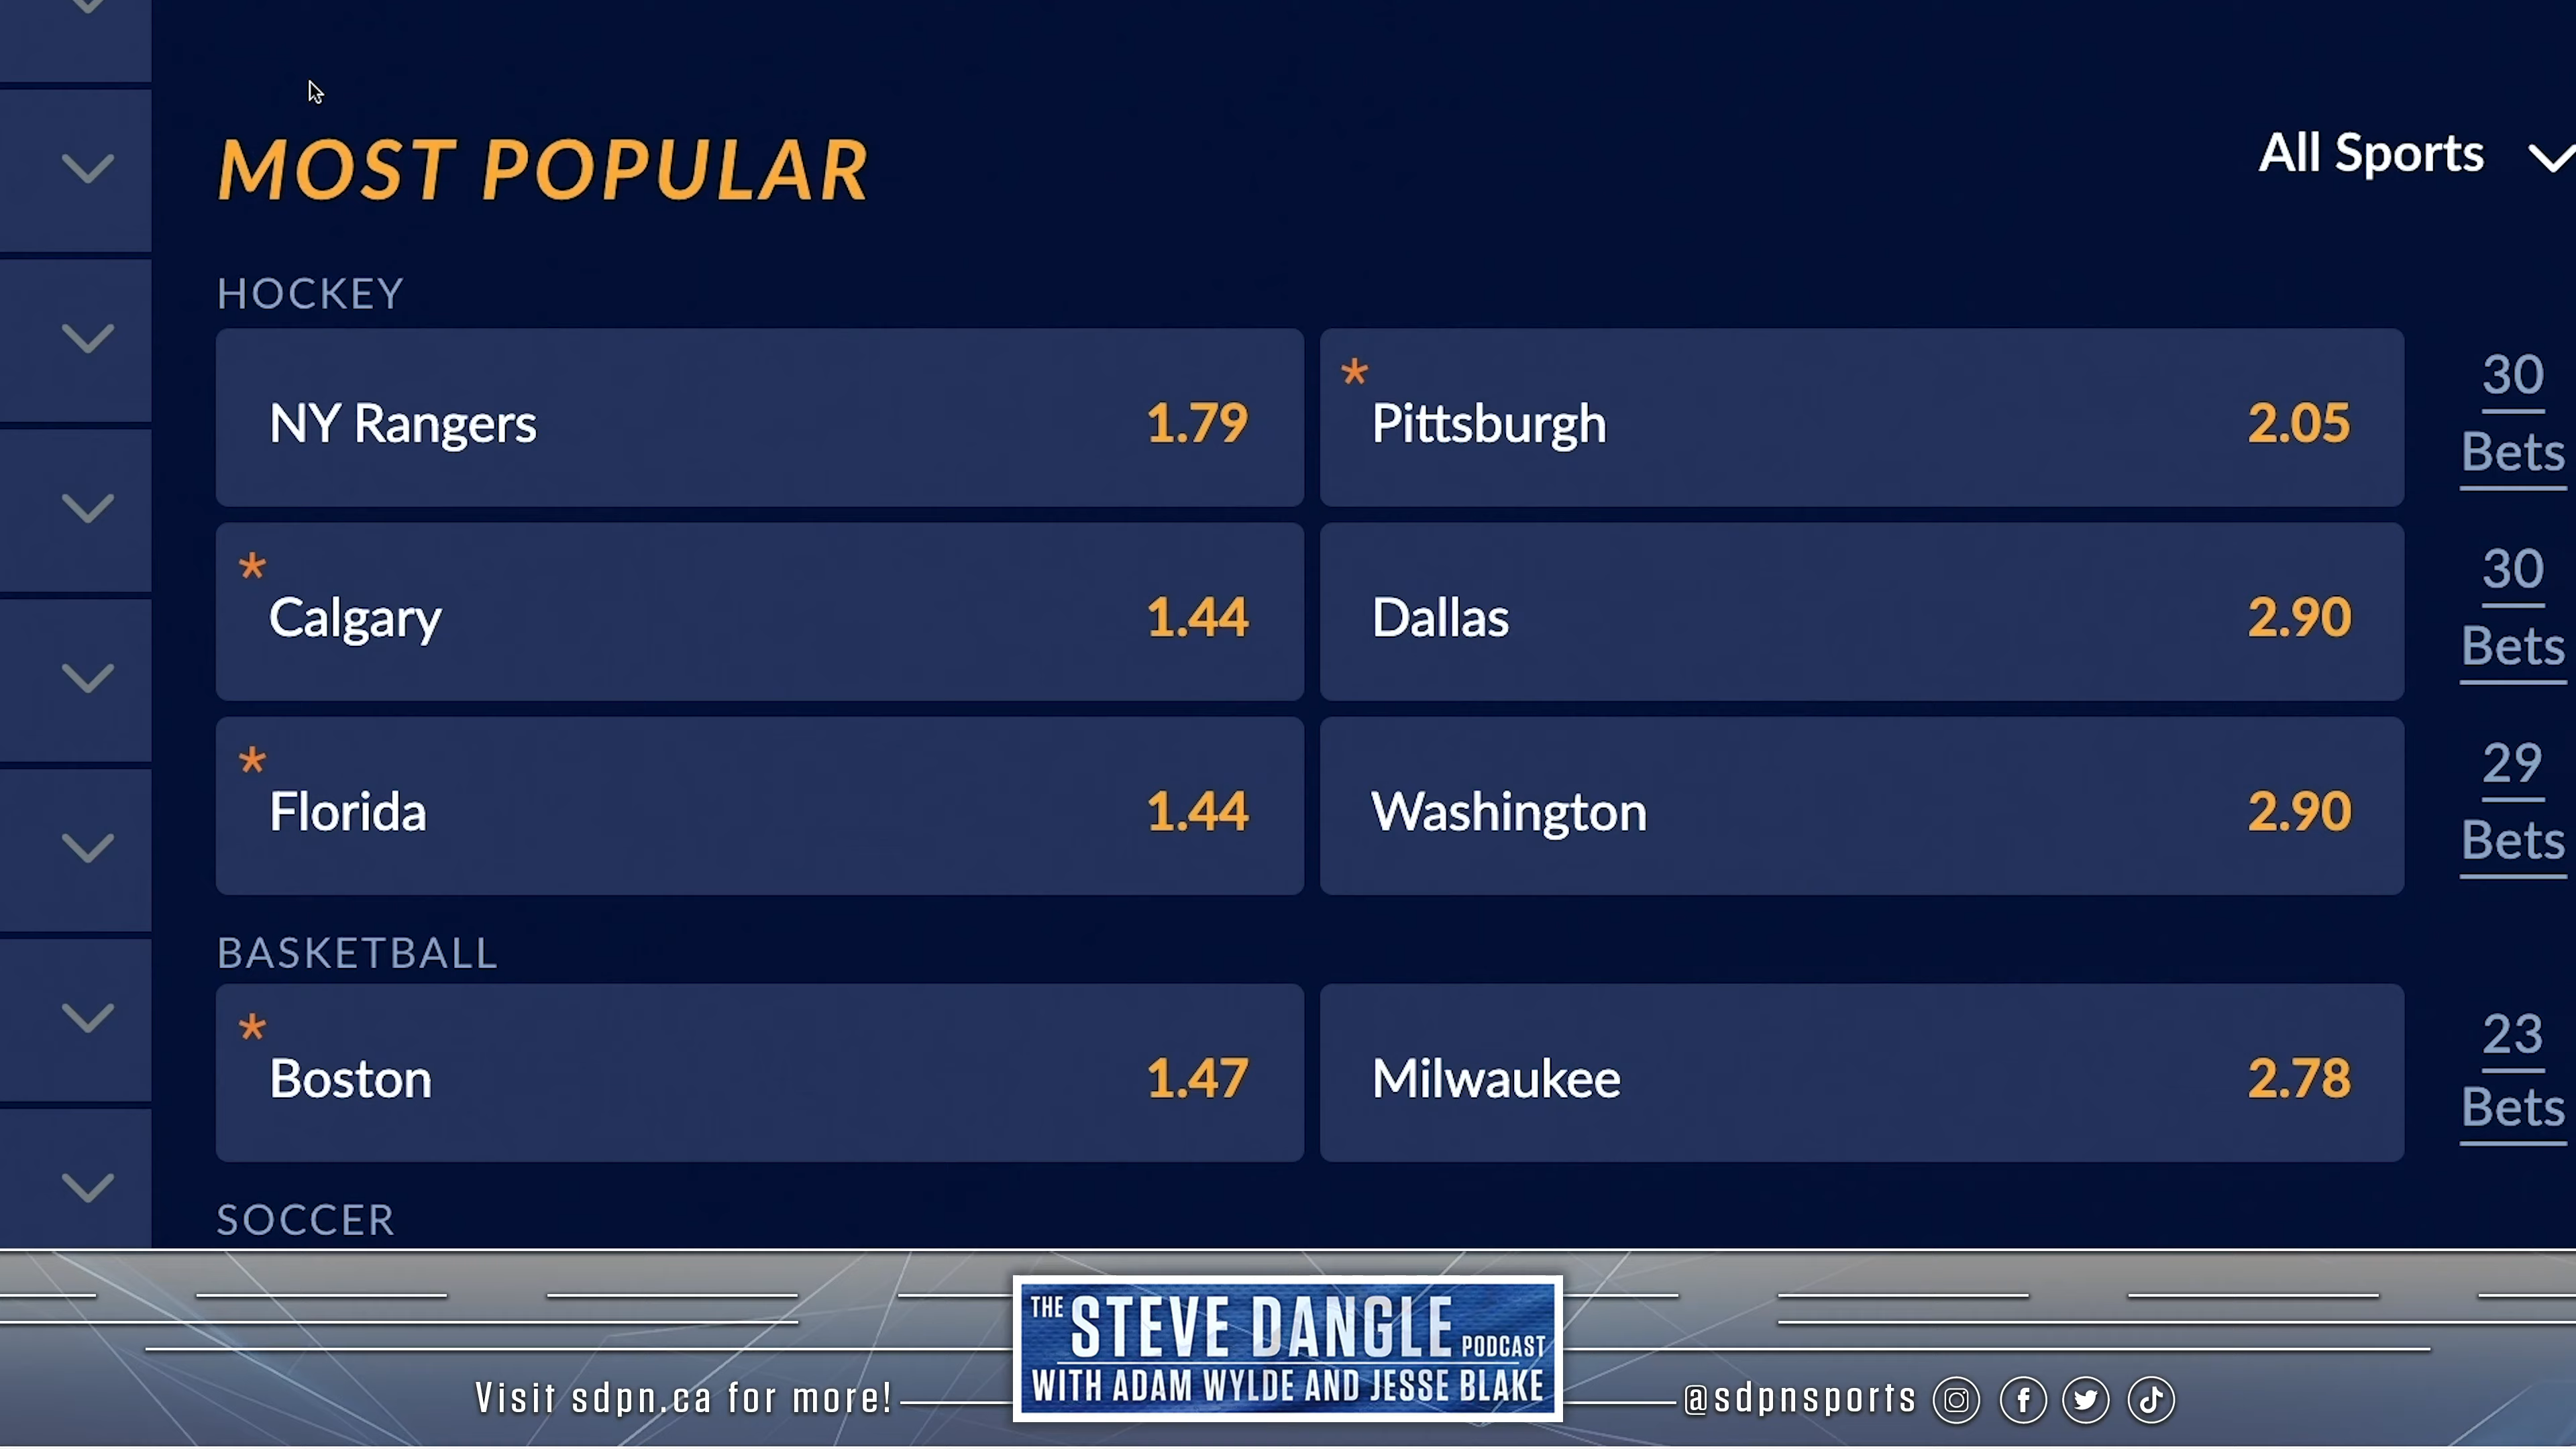 MOST POPULAR
All Sports
HOCKEY
NY Rangers 1.79 * Pittsburgh 2.05 30 Bets
* Calgary 1.44 Dallas 2.90 30 Bets
* Florida 1.44 Washington 2.90 29 Bets
BASKETBALL
* Boston 1.47 Milwaukee 2.78 23 Bets
SOCCER
THE STEVE DANGLE PODCAST
WITH ADAM WYLDE AND JESSE BLAKE
Visit sdpn.ca for more!
@sdpnsports